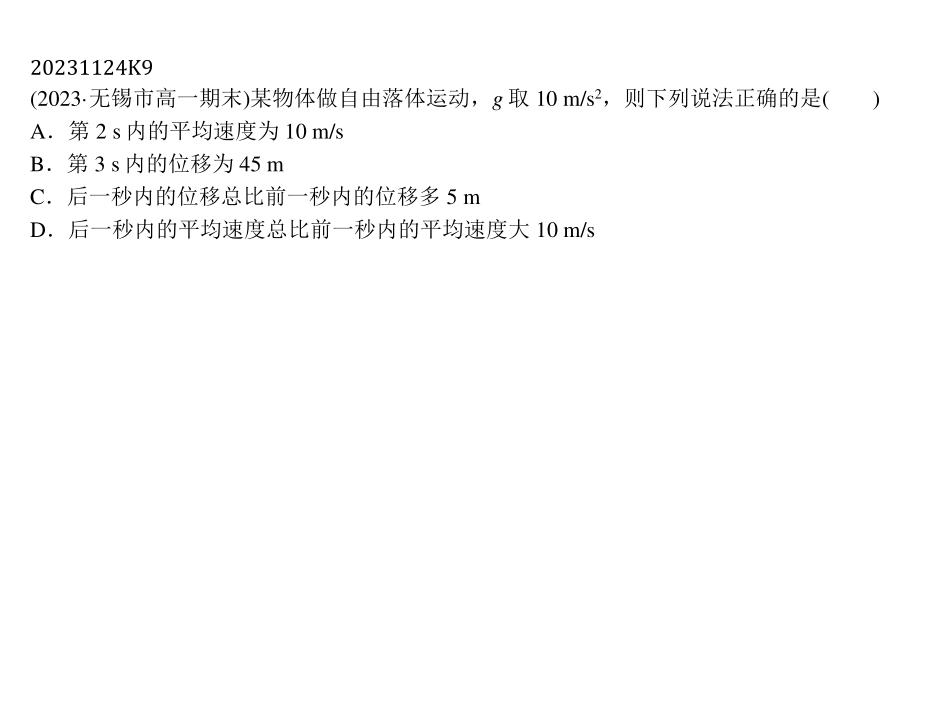 20231124K9
(2023·无锡市高一期末)某物体做自由落体运动，g 取 10 m/s²，则下列说法正确的是(　　)
A．第 2 s 内的平均速度为 10 m/s
B．第 3 s 内的位移为 45 m
C．后一秒内的位移总比前一秒内的位移多 5 m
D．后一秒内的平均速度总比前一秒内的平均速度大 10 m/s